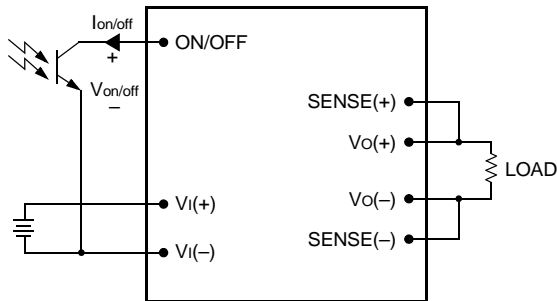 Ion/off
+
ON/OFF
Von/off
–
SENSE(+)
VO(+)
LOAD
VO(–)
SENSE(–)
VI(+)
VI(–)